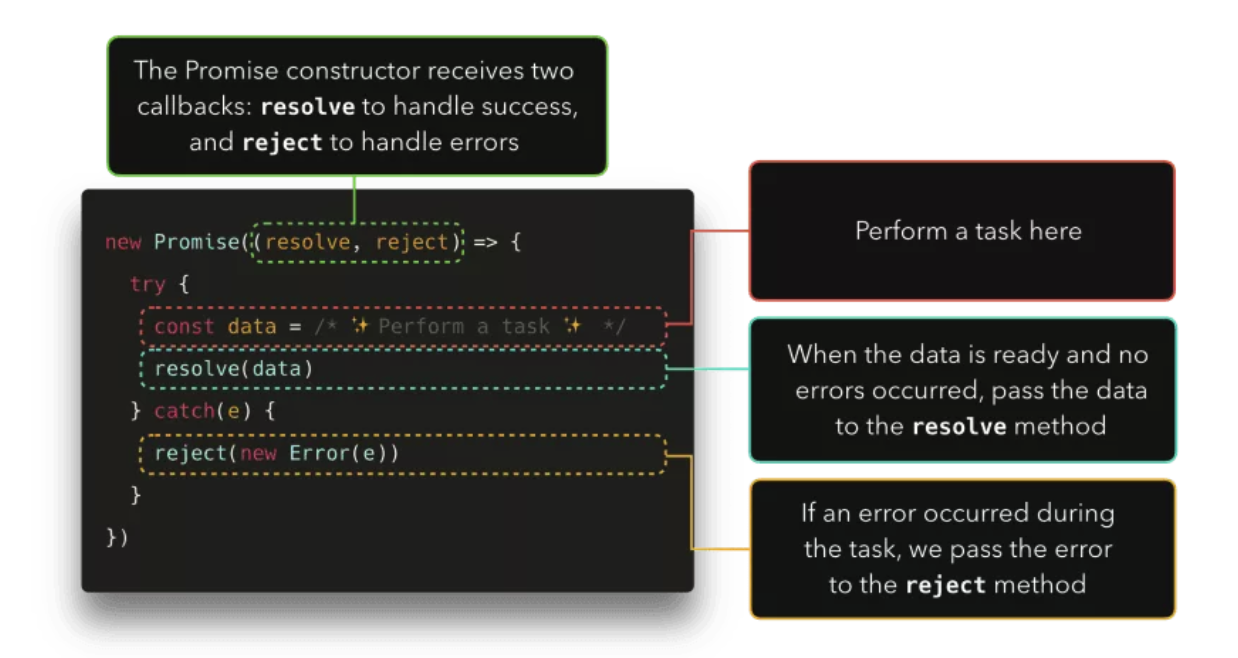 The Promise constructor receives two
callbacks: resolve to handle success,
and reject to handle errors
new Promise((resolve, reject) => {
try {
const data = /* ✨ Perform a task ✨ */
resolve(data)
} catch(e) {
reject(new Error(e))
}
})
Perform a task here
When the data is ready and no
errors occurred, pass the data
to the resolve method
If an error occurred during
the task, we pass the error
to the reject method